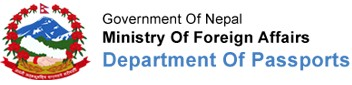 Government Of Nepal
Ministry Of Foreign Affairs
Department Of Passports